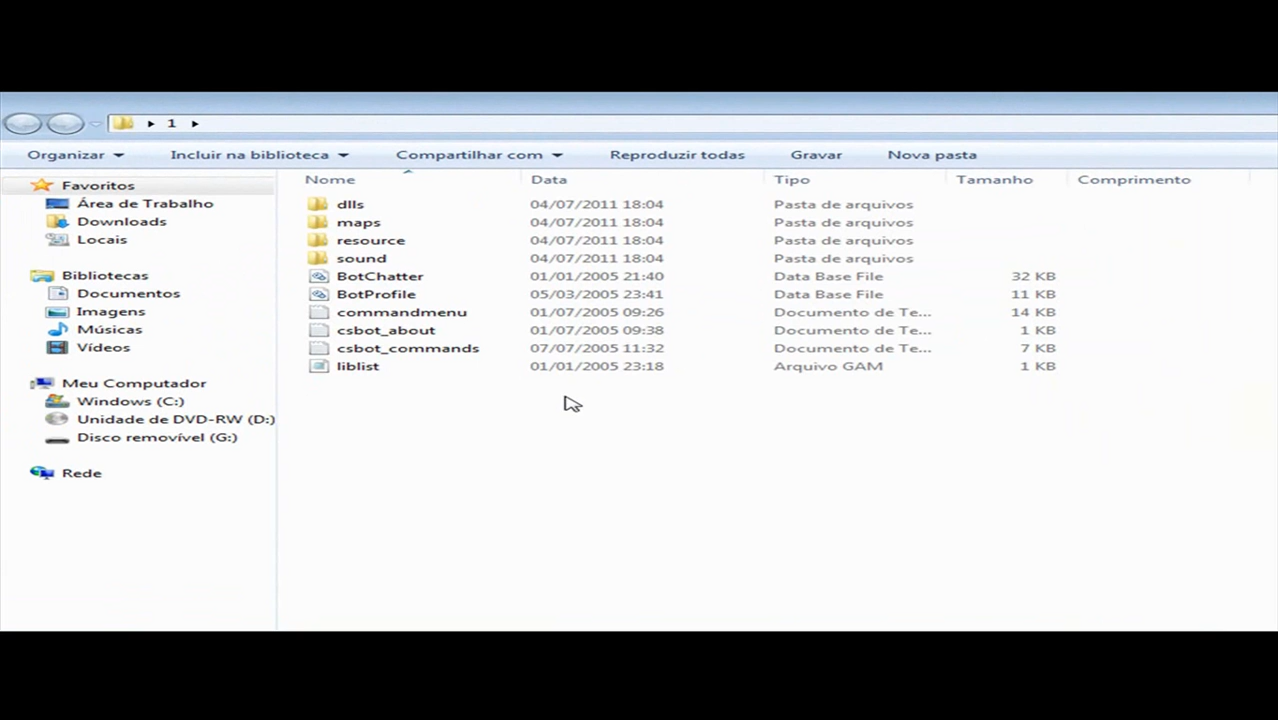 1
Organizar Incluir na biblioteca Compartilhar com Reproduzir todas Gravar Nova pasta
Favoritos
Área de Trabalho
Downloads
Locais
Bibliotecas
Documentos
Imagens
Músicas
Vídeos
Meu Computador
Windows (C:)
Unidade de DVD-RW (D:)
Disco removível (G:)
Rede
Nome Data Tipo Tamanho Comprimento
dlls 04/07/2011 18:04 Pasta de arquivos
maps 04/07/2011 18:04 Pasta de arquivos
resource 04/07/2011 18:04 Pasta de arquivos
sound 04/07/2011 18:04 Pasta de arquivos
BotChatter 01/01/2005 21:40 Data Base File 32 KB
BotProfile 05/03/2005 23:41 Data Base File 11 KB
commandmenu 01/07/2005 09:26 Documento de Te... 14 KB
csbot_about 01/07/2005 09:38 Documento de Te... 1 KB
csbot_commands 07/07/2005 11:32 Documento de Te... 7 KB
liblist 01/01/2005 23:18 Arquivo GAM 1 KB